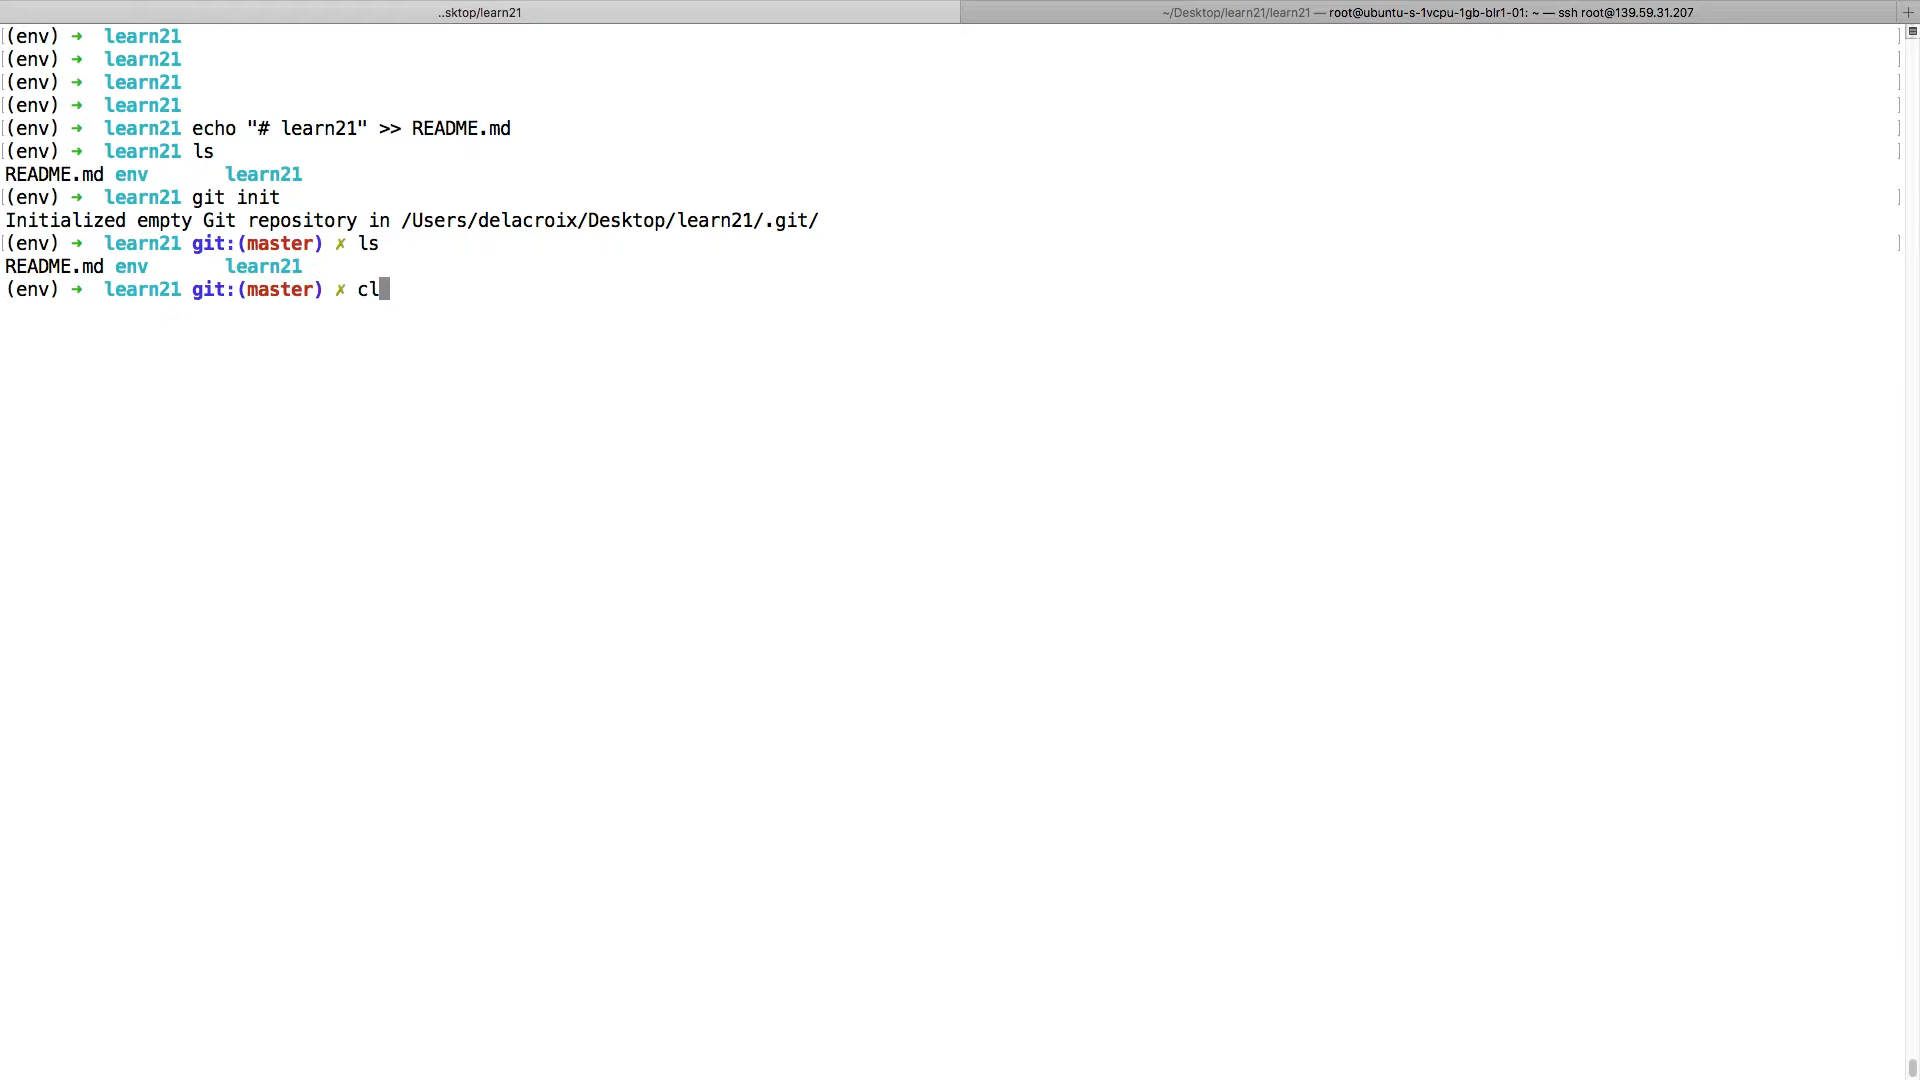 ..sktop/learn21
~/Desktop/learn21/learn21 — root@ubuntu-s-1vcpu-1gb-blr1-01: ~ — ssh root@139.59.31.207
(env) ➜ learn21
(env) ➜ learn21
(env) ➜ learn21
(env) ➜ learn21
(env) ➜ learn21 echo "# learn21" >> README.md
(env) ➜ learn21 ls
README.md env learn21
(env) ➜ learn21 git init
Initialized empty Git repository in /Users/delacroix/Desktop/learn21/.git/
(env) ➜ learn21 git:(master) ✗ ls
README.md env learn21
(env) ➜ learn21 git:(master) ✗ cl